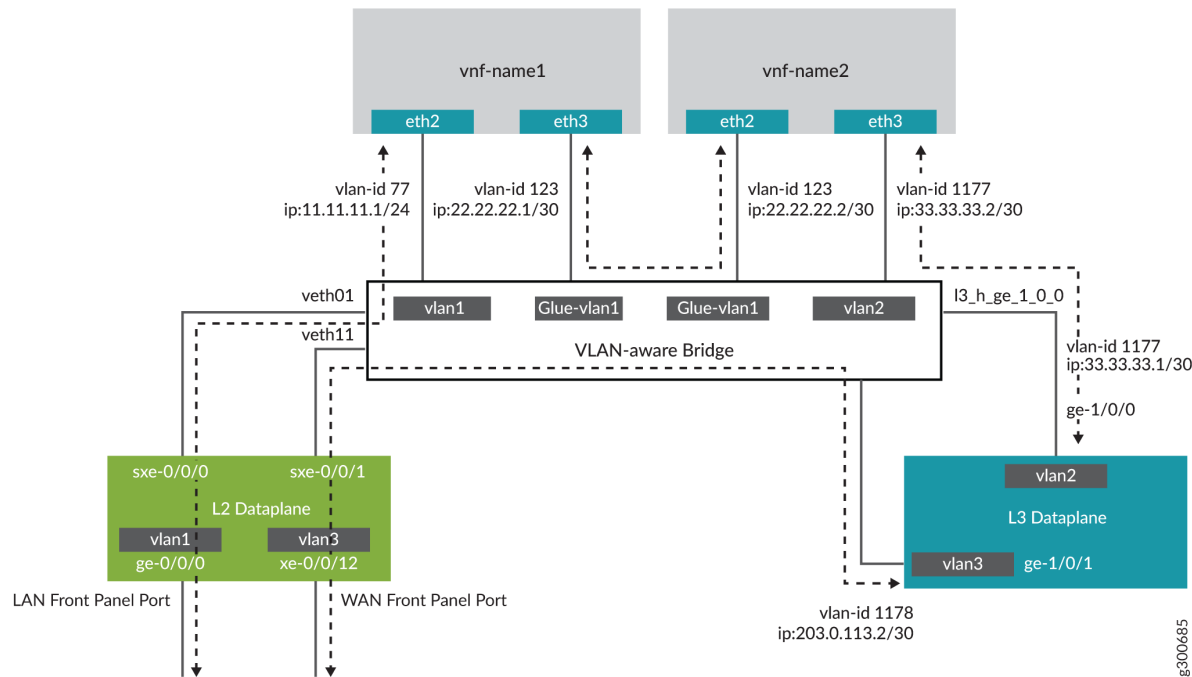 vnf-name1
vnf-name2
eth2
eth3
eth2
eth3
vlan-id 77
ip:11.11.11.1/24
vlan-id 123
ip:22.22.22.1/30
vlan-id 123
ip:22.22.22.2/30
vlan-id 1177
ip:33.33.33.2/30
veth01
vlan1
Glue-vlan1
Glue-vlan1
vlan2
l3_h_ge_1_0_0
veth11
VLAN-aware Bridge
vlan-id 1177
ip:33.33.33.1/30
ge-1/0/0
sxe-0/0/0
sxe-0/0/1
L2 Dataplane
vlan1
vlan3
ge-0/0/0
xe-0/0/12
vlan2
L3 Dataplane
vlan3
ge-1/0/1
LAN Front Panel Port
WAN Front Panel Port
vlan-id 1178
ip:203.0.113.2/30
g300685